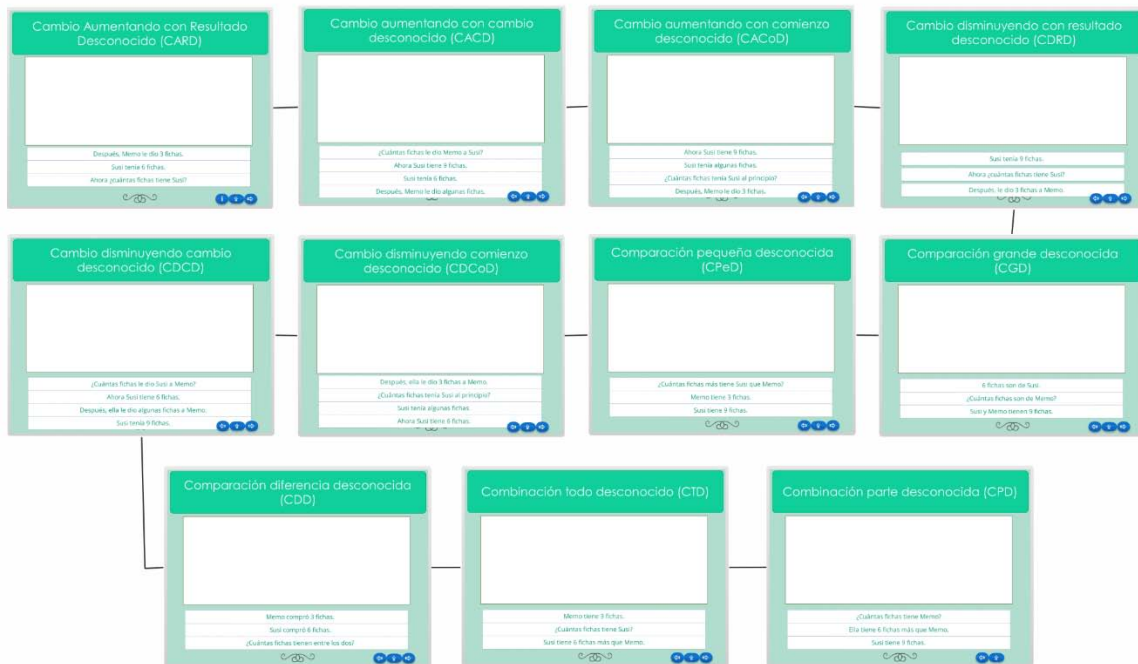 Cambio Aumentando con Resultado
Desconocido (CARD)
Después, Memo le dio 3 fichas.
Susi tenía 6 fichas.
Ahora ¿cuántas fichas tiene Susi?
Cambio aumentando con cambio
desconocido (CACD)
¿Cuántas fichas le dio Memo a Susi?
Ahora Susi tiene 9 fichas.
Susi tenía 6 fichas.
Después, Memo le dio algunas fichas.
Cambio aumentando con comienzo
desconocido (CACoD)
Ahora Susi tiene 9 fichas.
Susi tenía algunas fichas.
¿Cuántas fichas tenía Susi al principio?
Después, Memo le dio 3 fichas.
Cambio disminuyendo con resultado
desconocido (CDRD)
Susi tenía 9 fichas.
Ahora ¿cuántas fichas tiene Susi?
Después, le dio 3 fichas a Memo.
Cambio disminuyendo cambio
desconocido (CDCD)
¿Cuántas fichas le dio Susi a Memo?
Ahora Susi tiene 6 fichas.
Después, ella le dio algunas fichas a Memo.
Susi tenía 9 fichas.
Cambio disminuyendo comienzo
desconocido (CDCoD)
Después, ella le dio 3 fichas a Memo.
¿Cuántas fichas tenía Susi al principio?
Susi tenía algunas fichas.
Ahora Susi tiene 6 fichas.
Comparación pequeña desconocida
(CPeD)
¿Cuántas fichas más tiene Susi que Memo?
Memo tiene 3 fichas.
Susi tiene 9 fichas.
Comparación grande desconocida
(CGD)
6 fichas son de Susi.
¿Cuántas fichas son de Memo?
Susi y Memo tienen 9 fichas.
Comparación diferencia desconocida
(CDD)
Memo compró 3 fichas.
Susi compró 6 fichas.
¿Cuántas fichas tienen entre los dos?
Combinación todo desconocido (CTD)
Memo tiene 3 fichas.
¿Cuántas fichas tiene Susi?
Susi tiene 6 fichas más que Memo.
Combinación parte desconocida (CPD)
¿Cuántas fichas tiene Memo?
Ella tiene 6 fichas más que Memo.
Susi tiene 9 fichas.